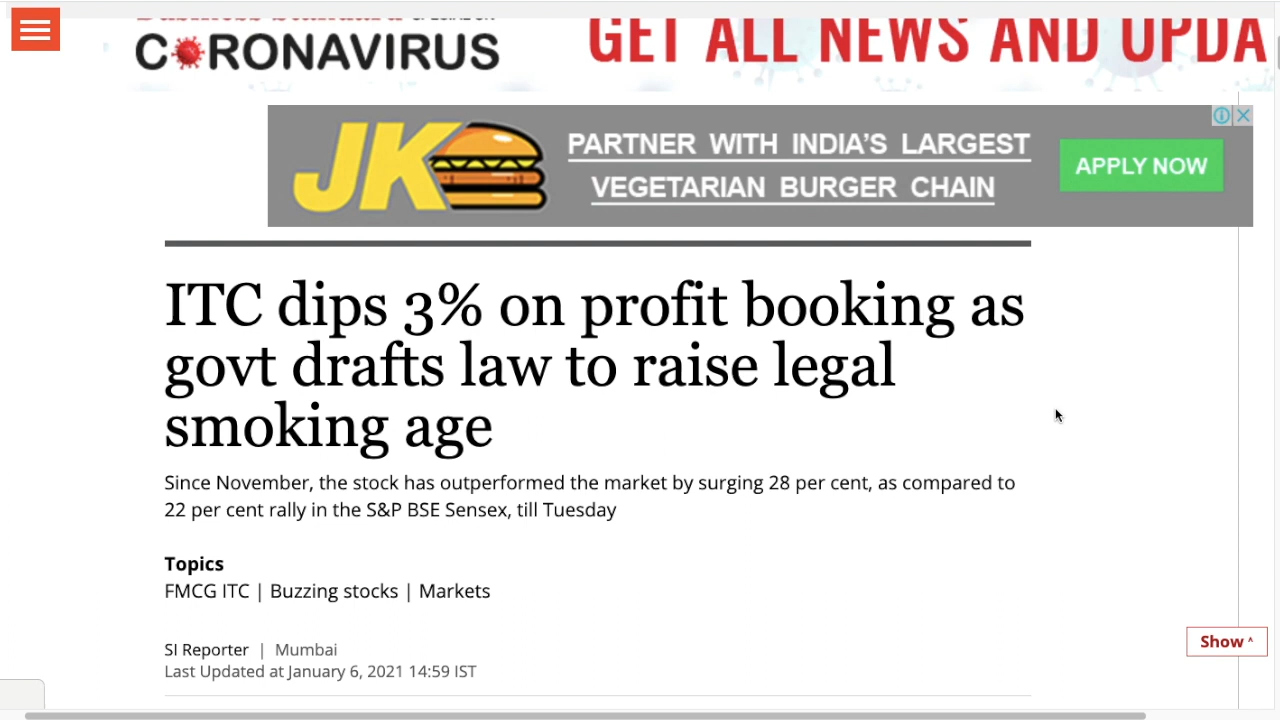 CORONAVIRUS
GET ALL NEWS AND UPDA
JK
PARTNER WITH INDIA'S LARGEST
VEGETARIAN BURGER CHAIN
APPLY NOW
ITC dips 3% on profit booking as
govt drafts law to raise legal
smoking age
Since November, the stock has outperformed the market by surging 28 per cent, as compared to
22 per cent rally in the S&P BSE Sensex, till Tuesday
Topics
FMCG ITC | Buzzing stocks | Markets
Show ^
SI Reporter | Mumbai
Last Updated at January 6, 2021 14:59 IST